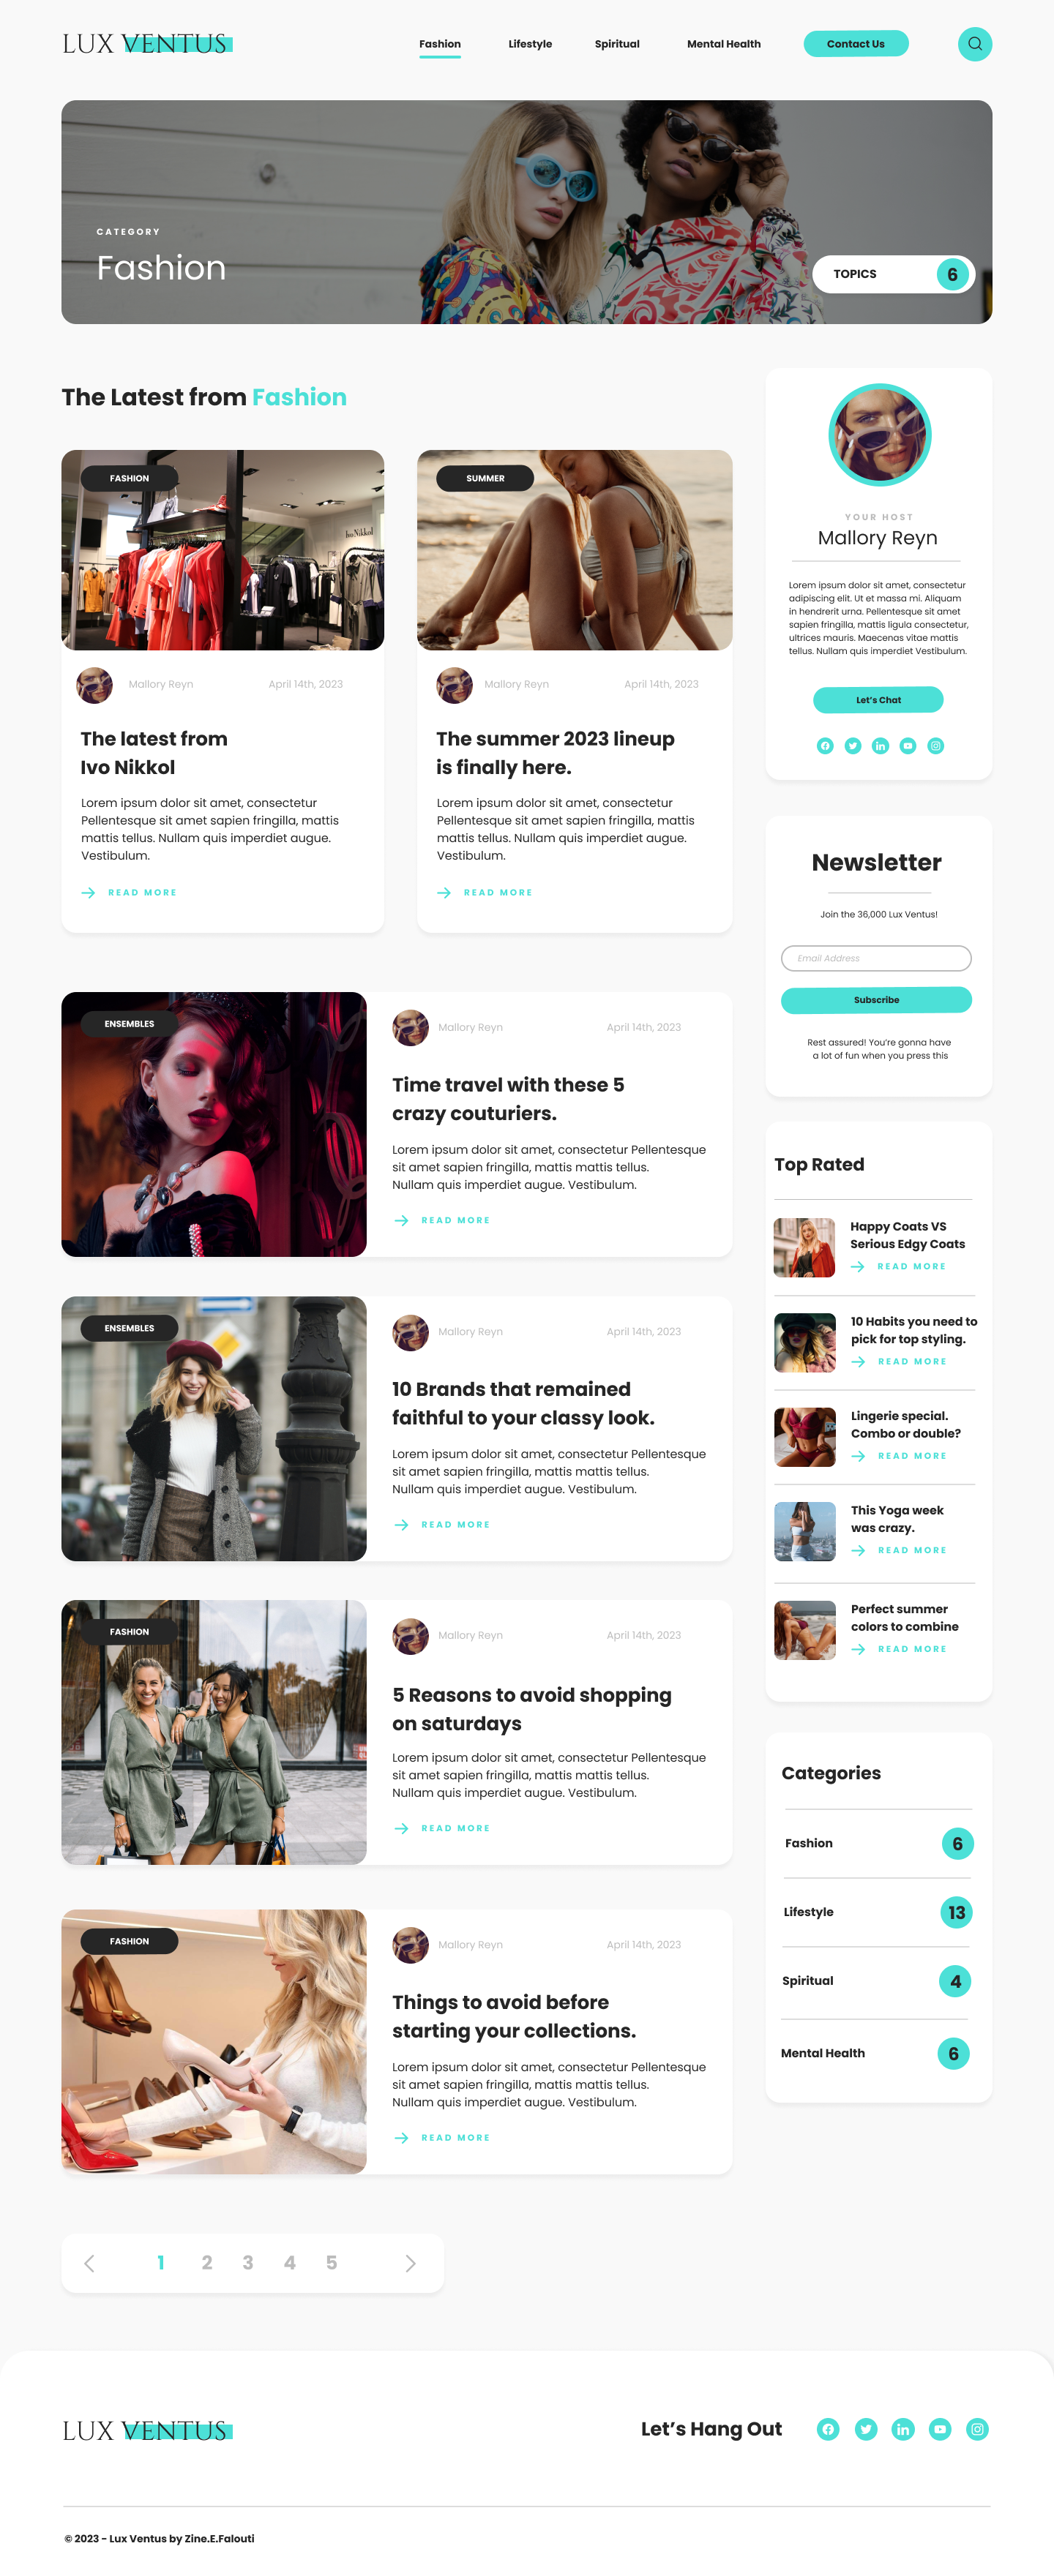 LUX VENTUS
Fashion
Lifestyle
Spiritual
Mental Health
Contact Us
CATEGORY
Fashion
TOPICS
6
The Latest from Fashion
FASHION
Ivo Nikkol
Mallory Reyn
April 14th, 2023
The latest from
Ivo Nikkol
Lorem ipsum dolor sit amet, consectetur
Pellentesque sit amet sapien fringilla, mattis
mattis tellus. Nullam quis imperdiet augue.
Vestibulum.
READ MORE
SUMMER
Mallory Reyn
April 14th, 2023
The summer 2023 lineup
is finally here.
Lorem ipsum dolor sit amet, consectetur
Pellentesque sit amet sapien fringilla, mattis
mattis tellus. Nullam quis imperdiet augue.
Vestibulum.
READ MORE
ENSEMBLES
Mallory Reyn
April 14th, 2023
Time travel with these 5
crazy couturiers.
Lorem ipsum dolor sit amet, consectetur Pellentesque
sit amet sapien fringilla, mattis mattis tellus.
Nullam quis imperdiet augue. Vestibulum.
READ MORE
ENSEMBLES
Mallory Reyn
April 14th, 2023
10 Brands that remained
faithful to your classy look.
Lorem ipsum dolor sit amet, consectetur Pellentesque
sit amet sapien fringilla, mattis mattis tellus.
Nullam quis imperdiet augue. Vestibulum.
READ MORE
FASHION
Mallory Reyn
April 14th, 2023
5 Reasons to avoid shopping
on saturdays
Lorem ipsum dolor sit amet, consectetur Pellentesque
sit amet sapien fringilla, mattis mattis tellus.
Nullam quis imperdiet augue. Vestibulum.
READ MORE
FASHION
Mallory Reyn
April 14th, 2023
Things to avoid before
starting your collections.
Lorem ipsum dolor sit amet, consectetur Pellentesque
sit amet sapien fringilla, mattis mattis tellus.
Nullam quis imperdiet augue. Vestibulum.
READ MORE
1 2 3 4 5
YOUR HOST
Mallory Reyn
Lorem ipsum dolor sit amet, consectetur
adipiscing elit. Ut et massa mi. Aliquam
in hendrerit urna. Pellentesque sit amet
sapien fringilla, mattis ligula consectetur,
ultrices mauris. Maecenas vitae mattis
tellus. Nullam quis imperdiet Vestibulum.
Let's Chat
Newsletter
Join the 36,000 Lux Ventus!
Email Address
Subscribe
Rest assured! You're gonna have
a lot of fun when you press this
Top Rated
Happy Coats VS
Serious Edgy Coats
READ MORE
10 Habits you need to
pick for top styling.
READ MORE
Lingerie special.
Combo or double?
READ MORE
This Yoga week
was crazy.
READ MORE
Perfect summer
colors to combine
READ MORE
Categories
Fashion
6
Lifestyle
13
Spiritual
4
Mental Health
6
LUX VENTUS
Let's Hang Out
© 2023 - Lux Ventus by Zine.E.Falouti